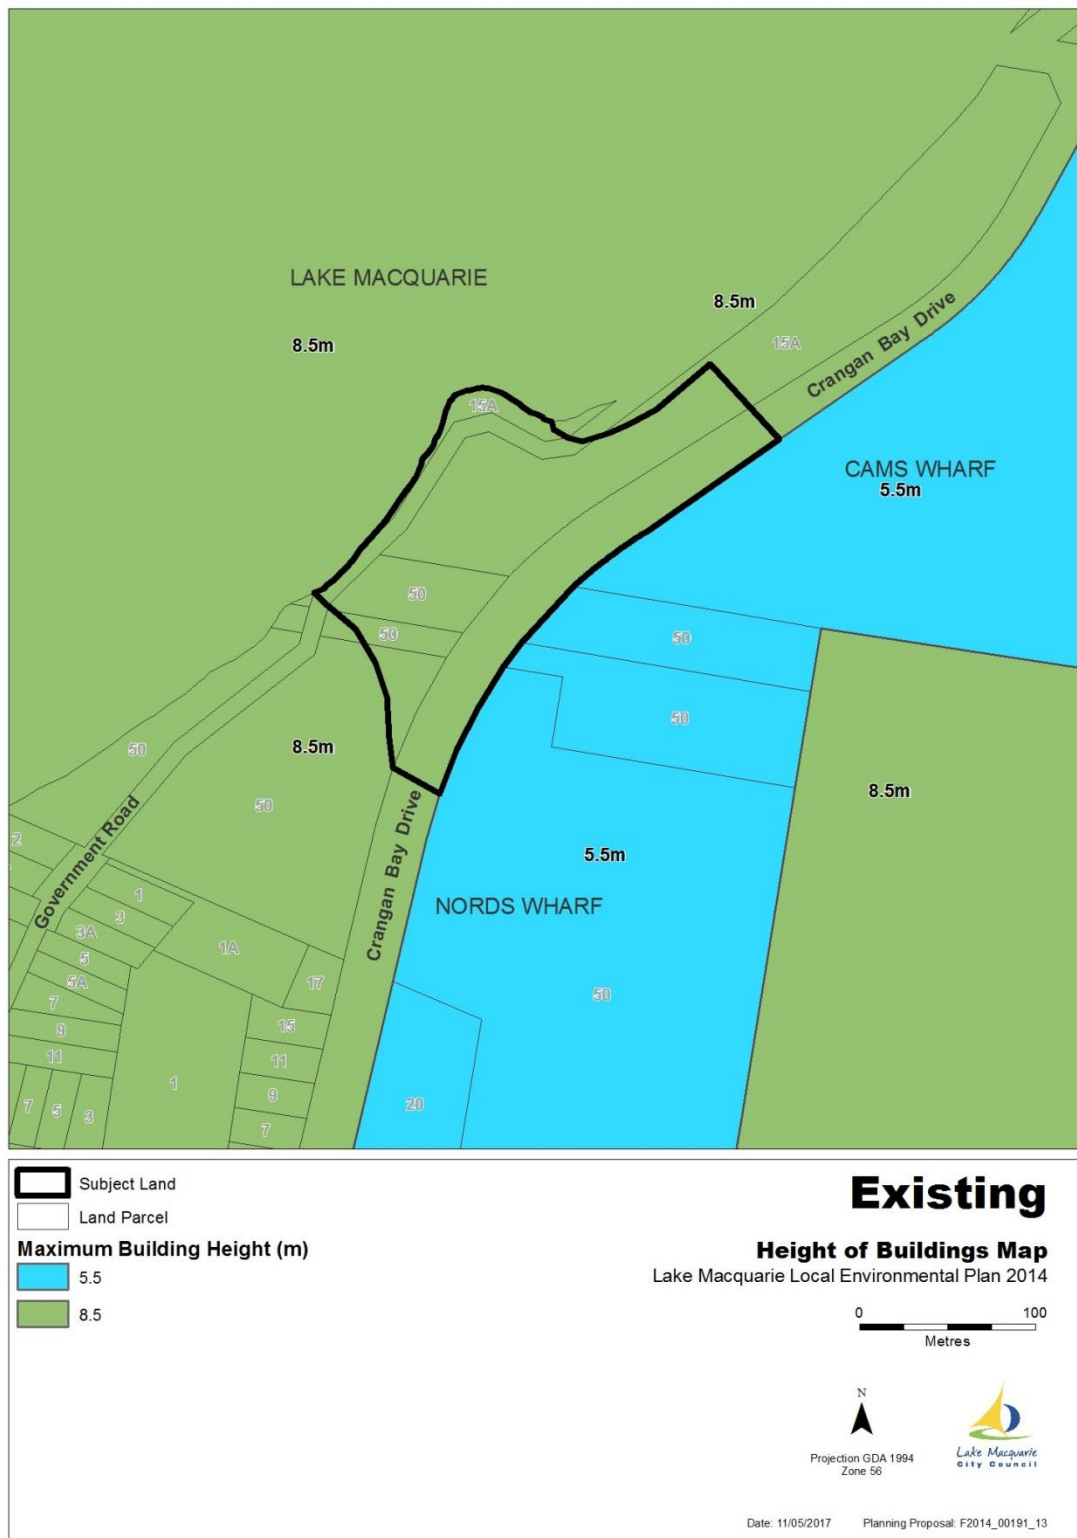 LAKE MACQUARIE
8.5m
8.5m
15A
Crangan Bay Drive
15A
CAMS WHARF
5.5m
50
50
50
50
8.5m
50
50
8.5m
Government Road
Crangan Bay Drive
5.5m
NORDS WHARF
2
1
3
3A
1A
5
17
5A
7
50
15
9
11
11
1
9
7
5
3
7
20
Subject Land
Land Parcel
Maximum Building Height (m)
5.5
8.5
Existing
Height of Buildings Map
Lake Macquarie Local Environmental Plan 2014
0 100
Metres
N
Projection GDA 1994
Zone 56
Lake Macquarie
City Council
Date: 11/05/2017 Planning Proposal: F2014_00191_13